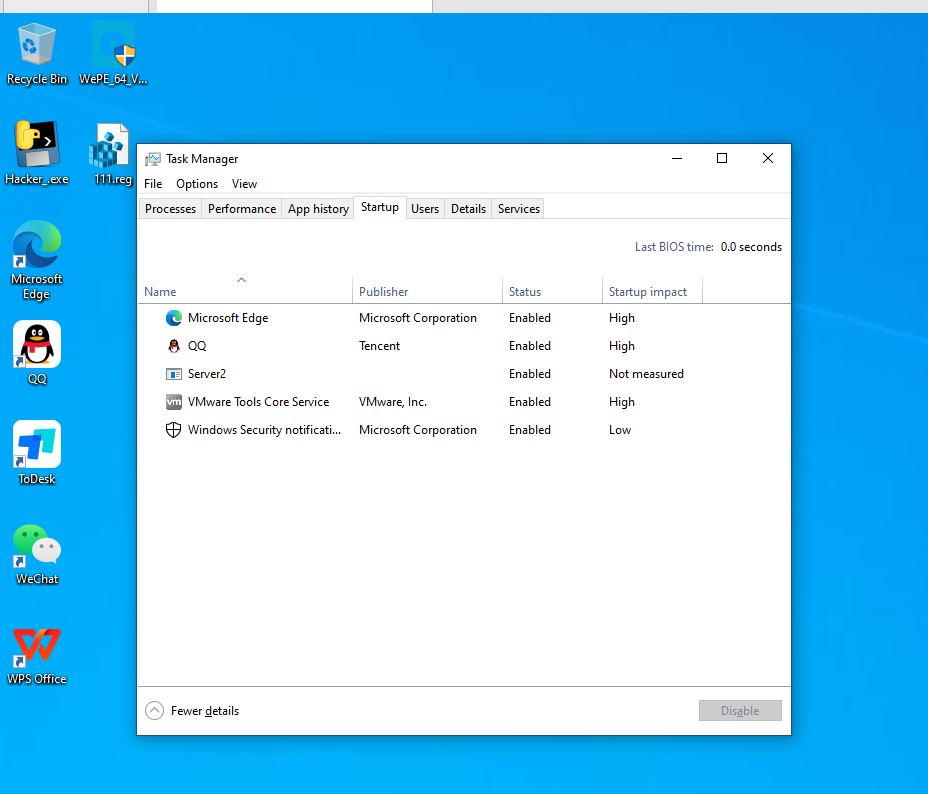 Recycle Bin
WePE_64_V...
Hacker_.exe
111.reg
Microsoft
Edge
QQ
ToDesk
WeChat
WPS Office
Task Manager
File Options View
Processes Performance App history Startup Users Details Services
Last BIOS time: 0.0 seconds
Name Publisher Status Startup impact
Microsoft Edge Microsoft Corporation Enabled High
QQ Tencent Enabled High
Server2 Enabled Not measured
vm VMware Tools Core Service VMware, Inc. Enabled High
Windows Security notificati... Microsoft Corporation Enabled Low
Fewer details Disable